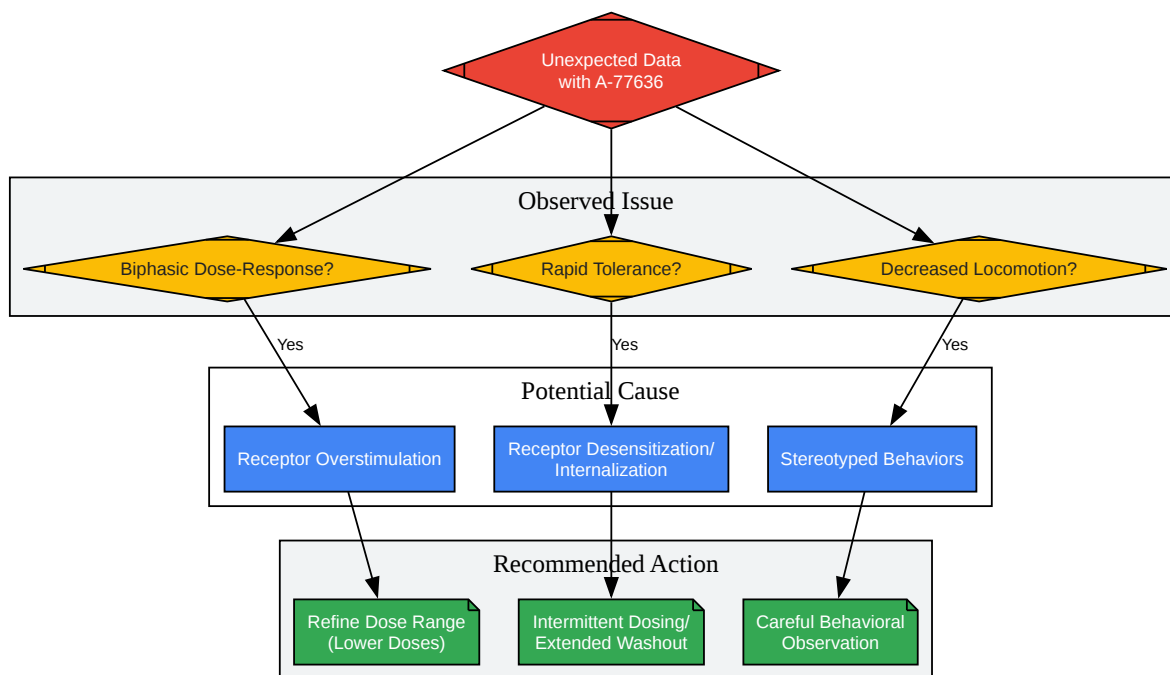 Unexpected Data
with A-77636
Observed Issue
Biphasic Dose-Response?
Rapid Tolerance?
Decreased Locomotion?
Yes
Yes
Yes
Potential Cause
Receptor Overstimulation
Receptor Desensitization/
Internalization
Stereotyped Behaviors
Recommended Action
Refine Dose Range
(Lower Doses)
Intermittent Dosing/
Extended Washout
Careful Behavioral
Observation